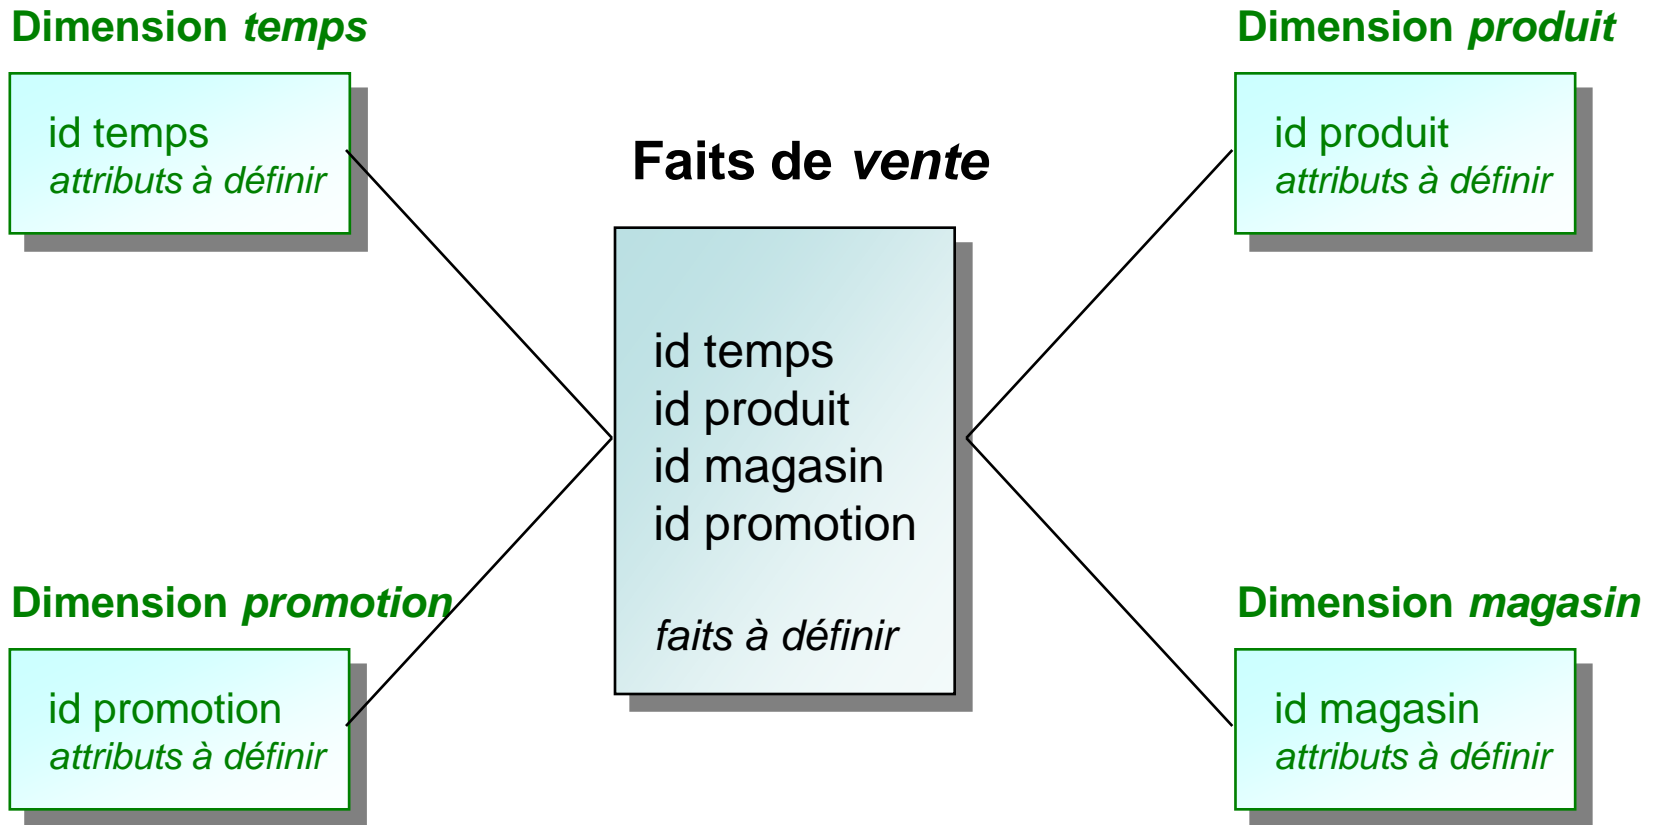 Dimension temps
id temps
attributs à définir
Dimension promotion
id promotion
attributs à définir
Faits de vente
id temps
id produit
id magasin
id promotion
faits à définir
Dimension produit
id produit
attributs à définir
Dimension magasin
id magasin
attributs à définir